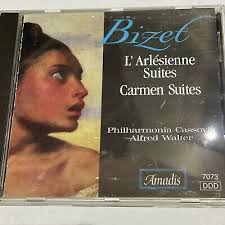 Bizet
L'Arlésienne
Suites
Carmen Suites
Philharmonia Cassovia
Alfred Walter
Amadis
7073
DDD